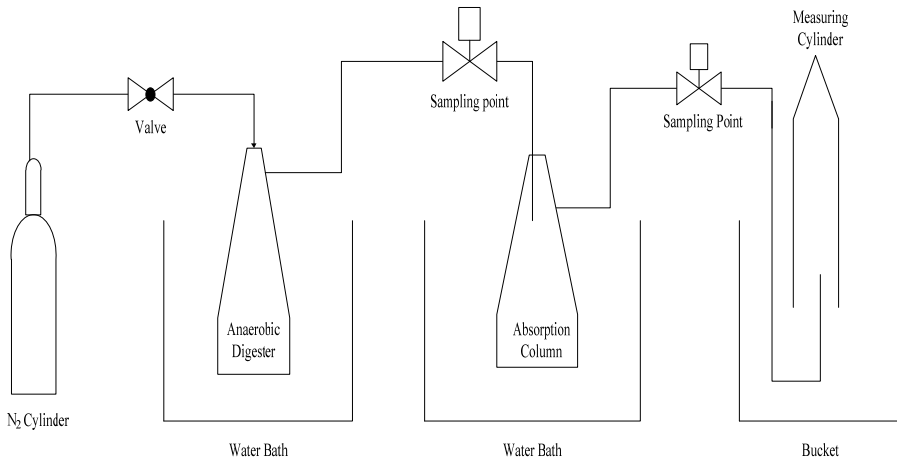 Measuring
Cylinder
Sampling point
Valve
Sampling Point
Anaerobic
Digester
Absorption
Column
N2 Cylinder
Water Bath
Water Bath
Bucket